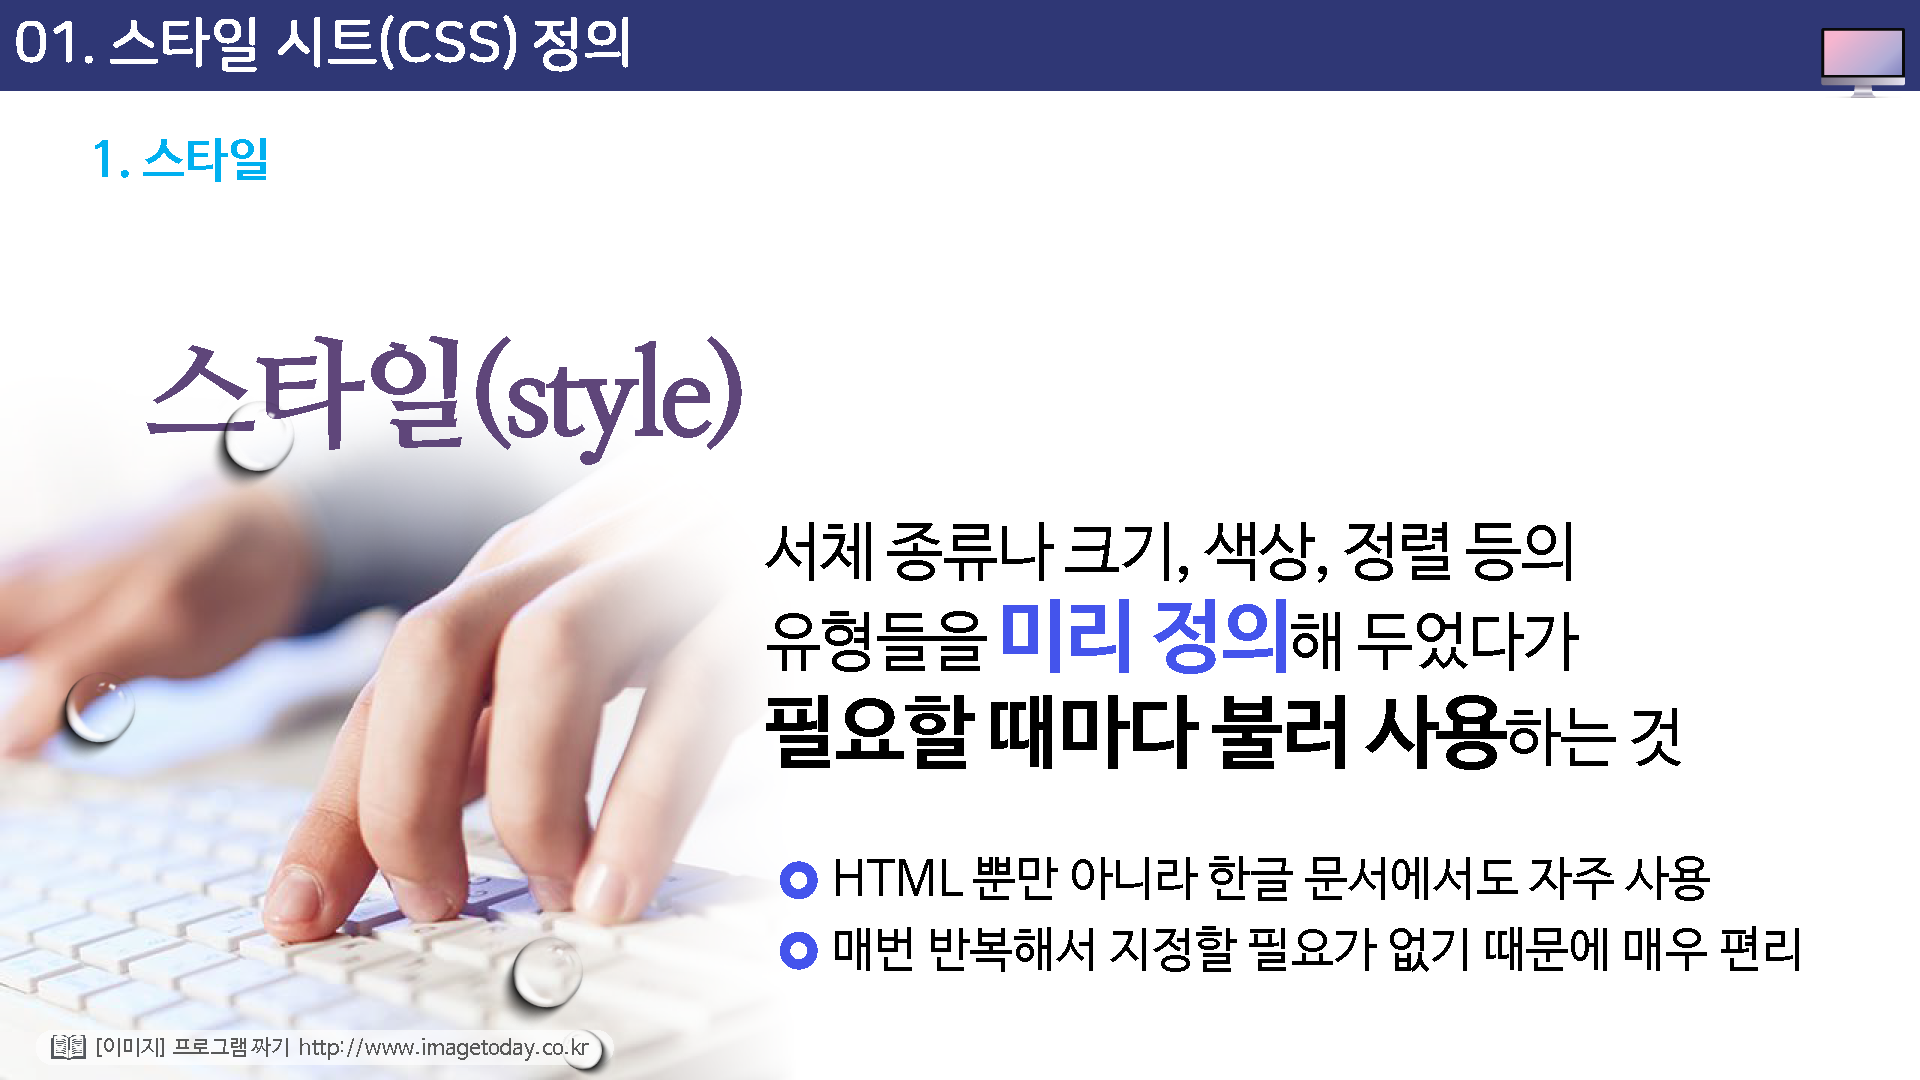 01. 스타일 시트(CSS) 정의
1. 스타일
스타일(style)
서체 종류나 크기, 색상, 정렬 등의
유형들을 미리 정의해 두었다가
필요할 때마다 불러 사용하는 것
HTML 뿐만 아니라 한글 문서에서도 자주 사용
매번 반복해서 지정할 필요가 없기 때문에 매우 편리
[이미지] 프로그램 짜기 http://www.imagetoday.co.kr